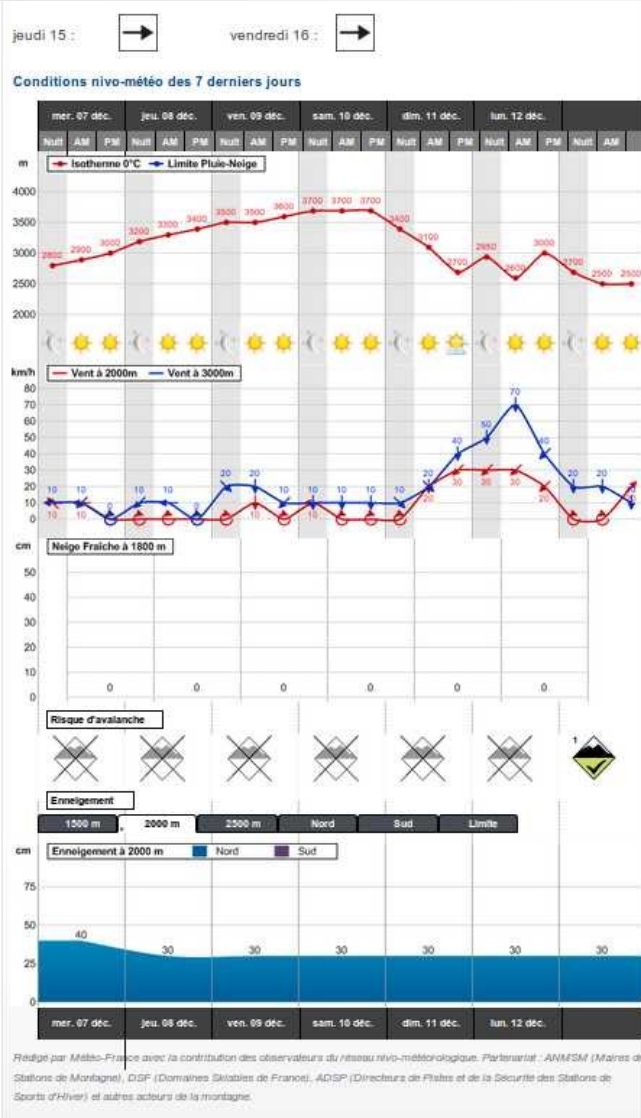 jeudi 15 : vendredi 16 :
Conditions nivo-météo des 7 derniers jours
mer. 07 déc. jeu. 08 déc. ven. 09 déc. sam. 10 déc. dim. 11 déc. lun. 12 déc.
Nuit AM PM Nuit AM PM Nuit AM PM Nuit AM PM Nuit AM PM Nuit AM PM Nuit AM
m Isotherme 0°C Limite Pluie-Neige
4000
3700 3700 3700
3500 3500 3600
3500
3200 3300 3400 3400
3100
3000
2800 2900 3000 2700 2950 2600 3000 2700 2500 2500
2500
2000
km/h Vent à 2000m Vent à 3000m
80
70 70
60
50 50
40 40 40
30 30 30 30
20 20 20 20 20 20 20 20
10 10 10 10 10 10 10 10 10 10 10
0 0 0
10 10 10 10
cm Neige Fraîche à 1800 m
50
40
30
20
10
0 0 0 0 0 0
0
Risque d'avalanche
1
Enneigement
1500 m 2000 m 2500 m Nord Sud Limite
cm Enneigement à 2000 m Nord Sud
75
50
40
30 30 30 30 30 30
25
0
mer. 07 déc. jeu. 08 déc. ven. 09 déc. sam. 10 déc. dim. 11 déc. lun. 12 déc.
Rédigé par Météo-France avec la contribution des observateurs du réseau nivo-météorologique. Partenariat : ANMSM (Maires de
Stations de Montagne), DSF (Domaines Skiables de France), ADSP (Directeurs de Pistes et de la Sécurité des Stations de
Sports d'Hiver) et autres acteurs de la montagne.